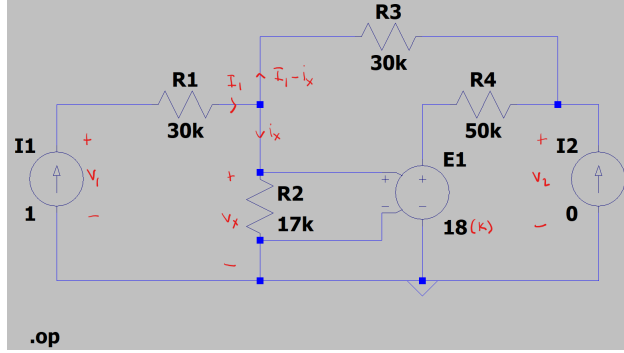 R3
30k
R1
30k
I₁
I₁-iₓ
R4
50k
iₓ
I1
1
+
v₁
−
+
vₓ
−
R2
17k
+ −
E1
+ −
18(k)
+
v₂
−
I2
0
.op